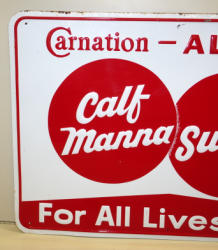 Carnation – AL
Calf
Manna
Su
For All Lives